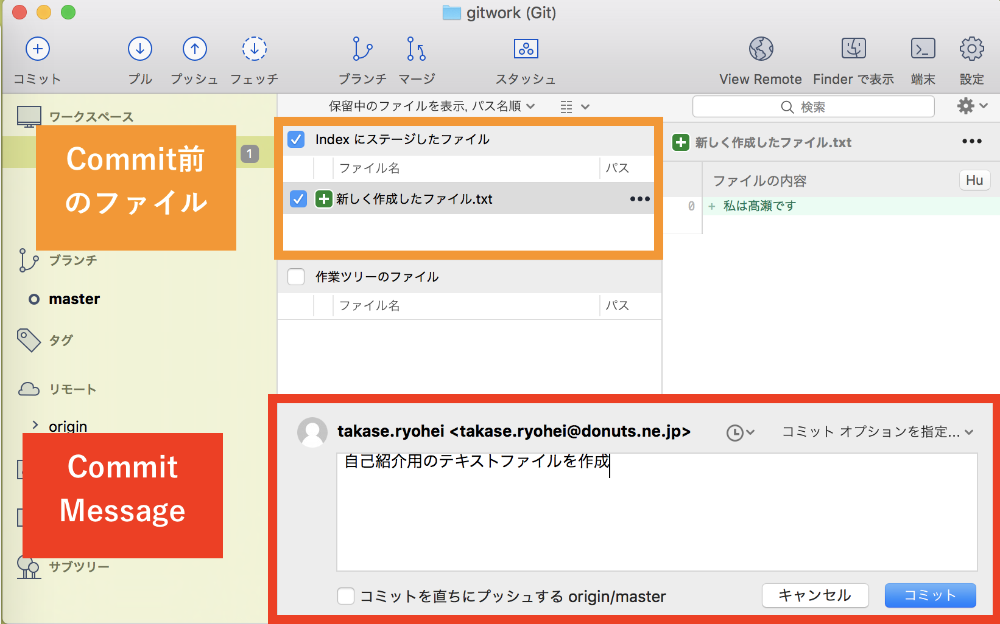 gitwork (Git)
コミット プル プッシュ フェッチ ブランチ マージ スタッシュ View Remote Finder で表示 端末 設定
ワークスペース
1
Commit前
のファイル
ブランチ
master
タグ
リモート
origin
Commit
Message
サブツリー
保留中のファイルを表示, パス名順
検索
Index にステージしたファイル
ファイル名 パス
新しく作成したファイル.txt
作業ツリーのファイル
ファイル名 パス
新しく作成したファイル.txt
ファイルの内容 Hu
0 + 私は髙瀬です
takase.ryohei <takase.ryohei@donuts.ne.jp> コミット オプションを指定...
自己紹介用のテキストファイルを作成
コミットを直ちにプッシュする origin/master キャンセル コミット